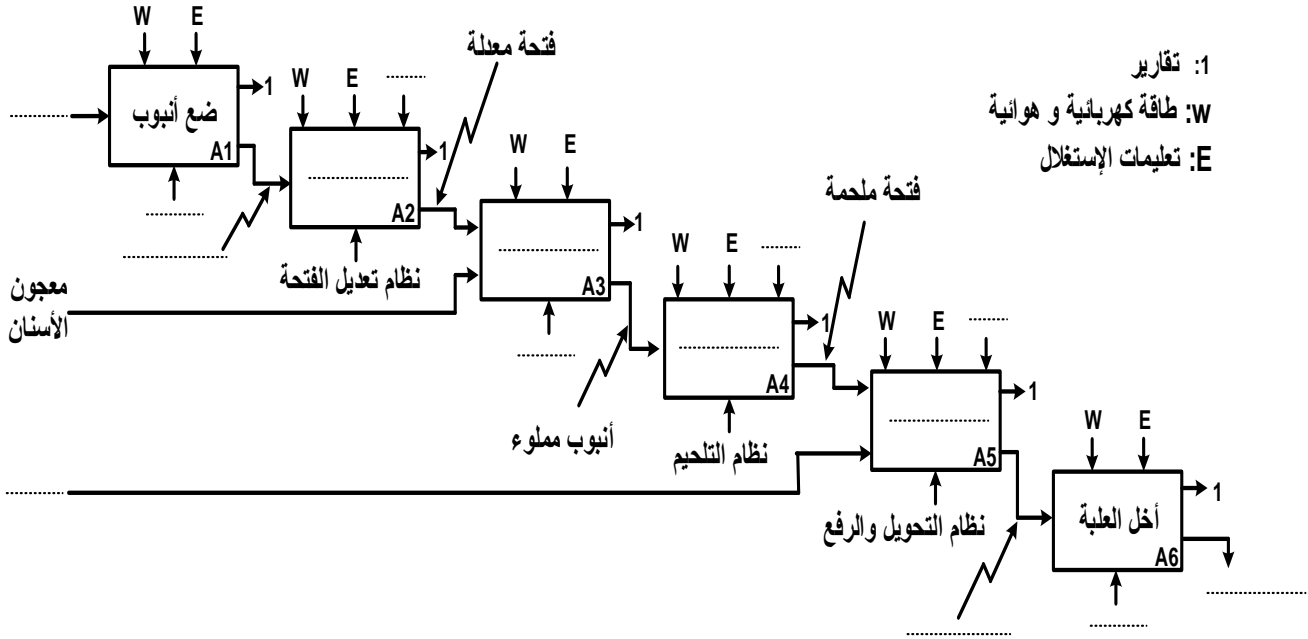 W E
فتحة معدلة
1: تقارير
W: طاقة كهربائية و هوائية
E: تعليمات الإستغلال
ضع أنبوب
A1
1
W E
1
A2
نظام تعديل الفتحة
W E
1
A3
معجون
الأسنان
أنبوب مملوء
فتحة ملحمة
W E
1
A4
نظام التلحيم
W E
1
A5
نظام التحويل والرفع
W E
أخل العلبة
1
A6